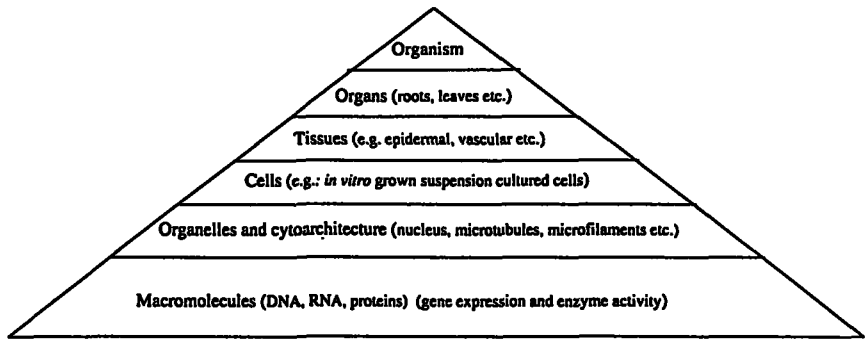 Organism
Organs (roots, leaves etc.)
Tissues (e.g. epidermal, vascular etc.)
Cells (e.g.: in vitro grown suspension cultured cells)
Organelles and cytoarchitecture (nucleus, microtubules, microfilaments etc.)
Macromolecules (DNA, RNA, proteins) (gene expression and enzyme activity)